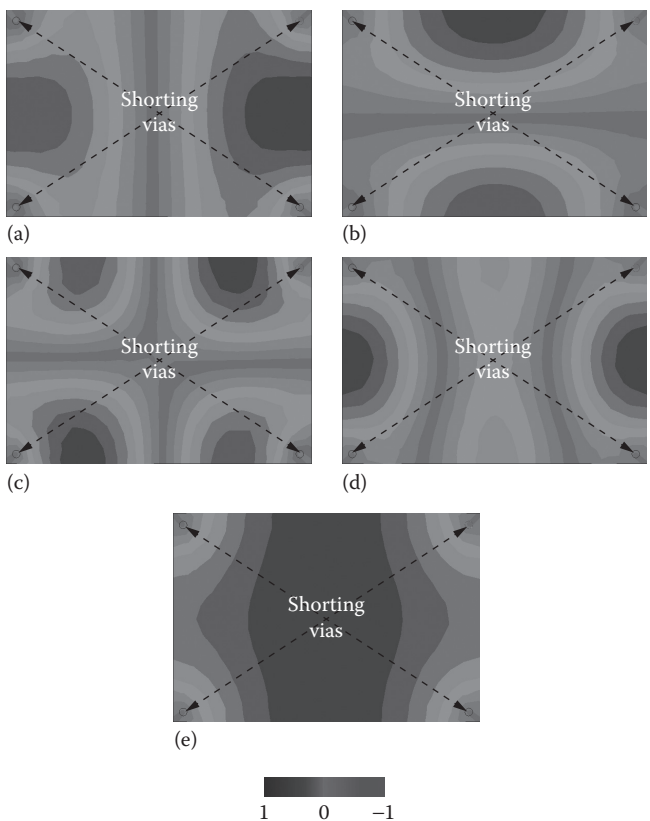 Shorting
vias
(a)
Shorting
vias
(b)
Shorting
vias
(c)
Shorting
vias
(d)
Shorting
vias
(e)
1 0 −1